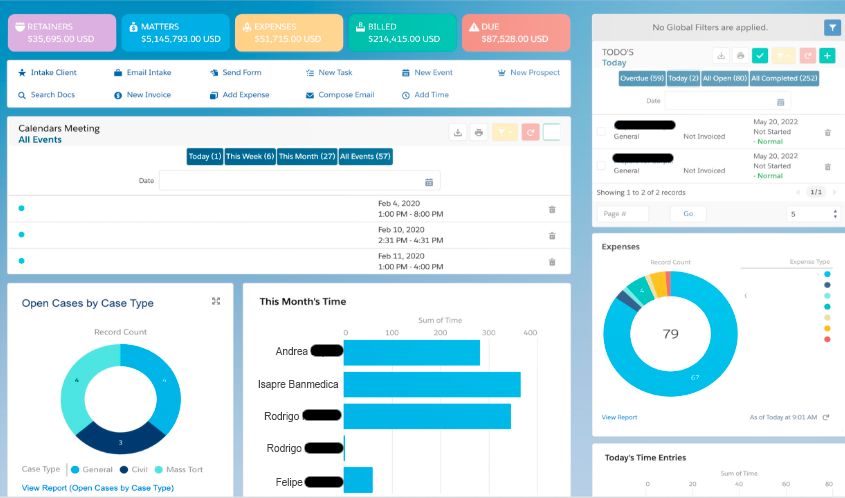 RETAINERS
$35,695.00 USD
MATTERS
$5,145,793.00 USD
EXPENSES
$51,715.00 USD
BILLED
$214,415.00 USD
DUE
$87,528.00 USD
Intake Client
Email Intake
Send Form
New Task
New Event
New Prospect
Search Docs
New Invoice
Add Expense
Compose Email
Add Time
Calendars Meeting
All Events
Today (1) This Week (6) This Month (27) All Events (57)
Date
Feb 4, 2020
1:00 PM - 8:00 PM
Feb 10, 2020
2:31 PM - 4:31 PM
Feb 11, 2020
1:00 PM - 4:00 PM
Open Cases by Case Type
Record Count
4
4
3
Case Type General Civil Mass Tort
View Report (Open Cases by Case Type)
This Month's Time
Sum of Time
0 100 200 300 400
Andrea
Isapre Banmedica
Rodrigo
Rodrigo
Felipe
No Global Filters are applied.
TODO'S
Today
Overdue (59) Today (2) All Open (80) All Completed (252)
Date
May 20, 2022
General Not Invoiced Not Started
- Normal
May 20, 2022
General Not Invoiced Not Started
- Normal
Showing 1 to 2 of 2 records
1/1
Page # Go 5
Expenses
Record Count
Expense Type
-
4
79
67
View Report
As of Today at 9:01 AM
Today's Time Entries
Sum of Time
0 20 40 60 80